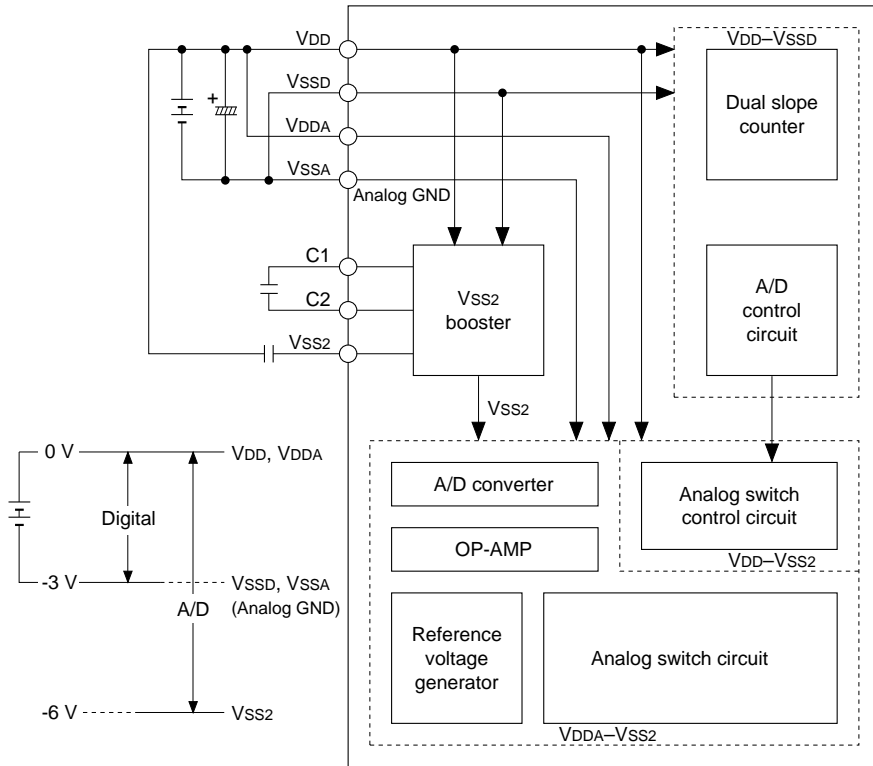 VDD
VSSD
VDDA
VSSA
Analog GND
+
C1
C2
VSS2
VSS2
booster
VSS2
VDD–VSSD
Dual slope
counter
A/D
control
circuit
A/D converter
OP-AMP
Reference
voltage
generator
Analog switch
control circuit
VDD–VSS2
Analog switch circuit
VDDA–VSS2
0 V
VDD, VDDA
Digital
-3 V
VSSD, VSSA
(Analog GND)
A/D
-6 V
VSS2